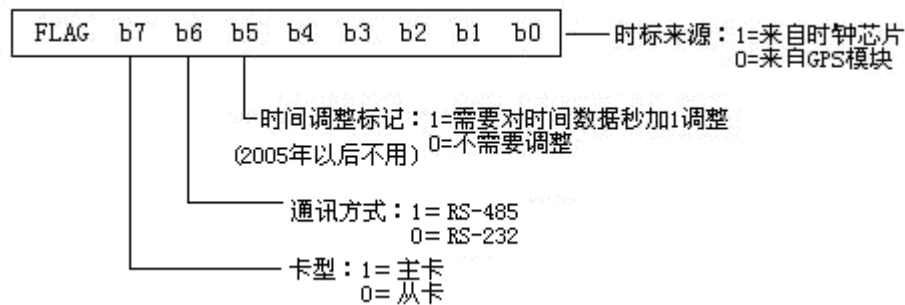 FLAG b7 b6 b5 b4 b3 b2 b1 b0 时标来源：1=来自时钟芯片
0=来自GPS模块
时间调整标记：1=需要对时间数据秒加1调整
(2005年以后不用) 0=不需要调整
通讯方式：1= RS-485
0= RS-232
卡型：1= 主卡
0= 从卡